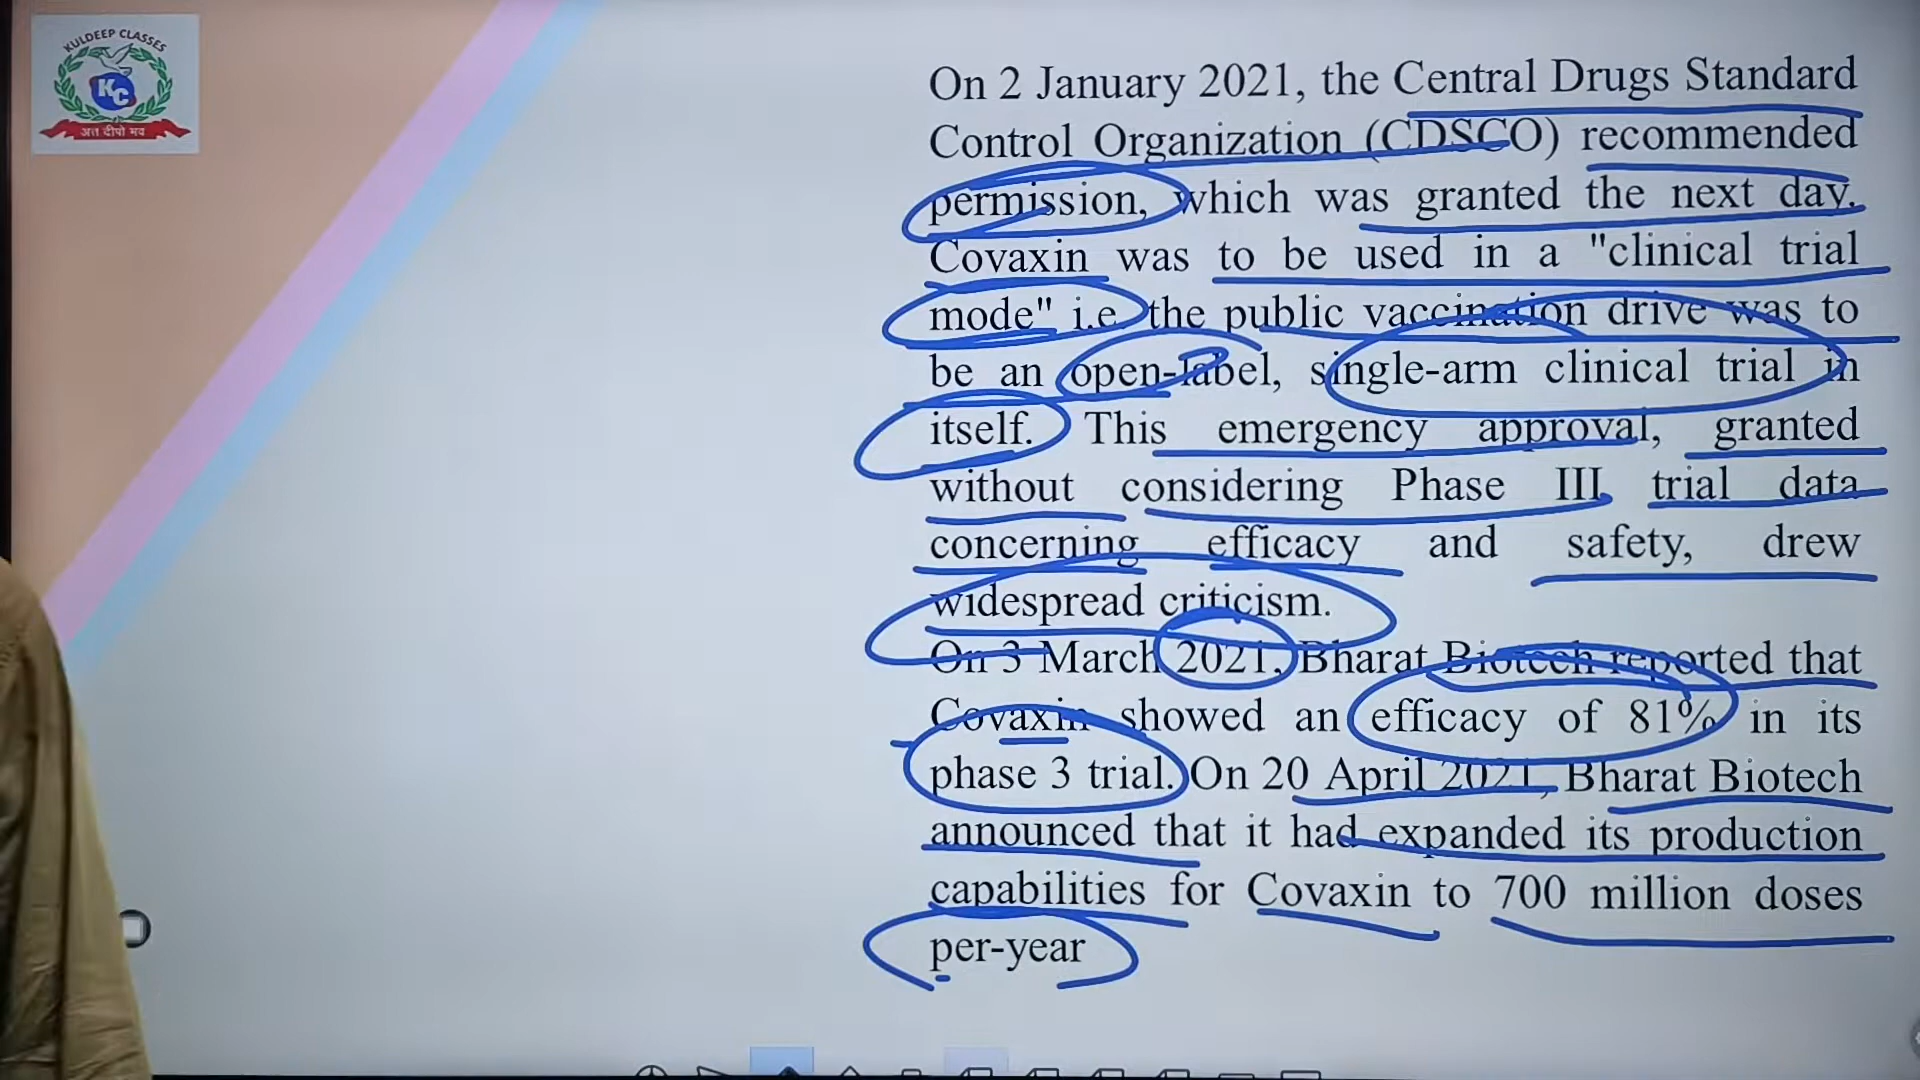 KULDEEP CLASSES
KC
अत्त दीपो भव
On 2 January 2021, the Central Drugs Standard
Control Organization (CDSCO) recommended
permission, which was granted the next day.
Covaxin was to be used in a "clinical trial
mode" i.e. the public vaccination drive was to
be an open-label, single-arm clinical trial in
itself. This emergency approval, granted
without considering Phase III trial data
concerning efficacy and safety, drew
widespread criticism.
On 3 March 2021, Bharat Biotech reported that
Covaxin showed an efficacy of 81% in its
phase 3 trial. On 20 April 2021, Bharat Biotech
announced that it had expanded its production
capabilities for Covaxin to 700 million doses
per-year